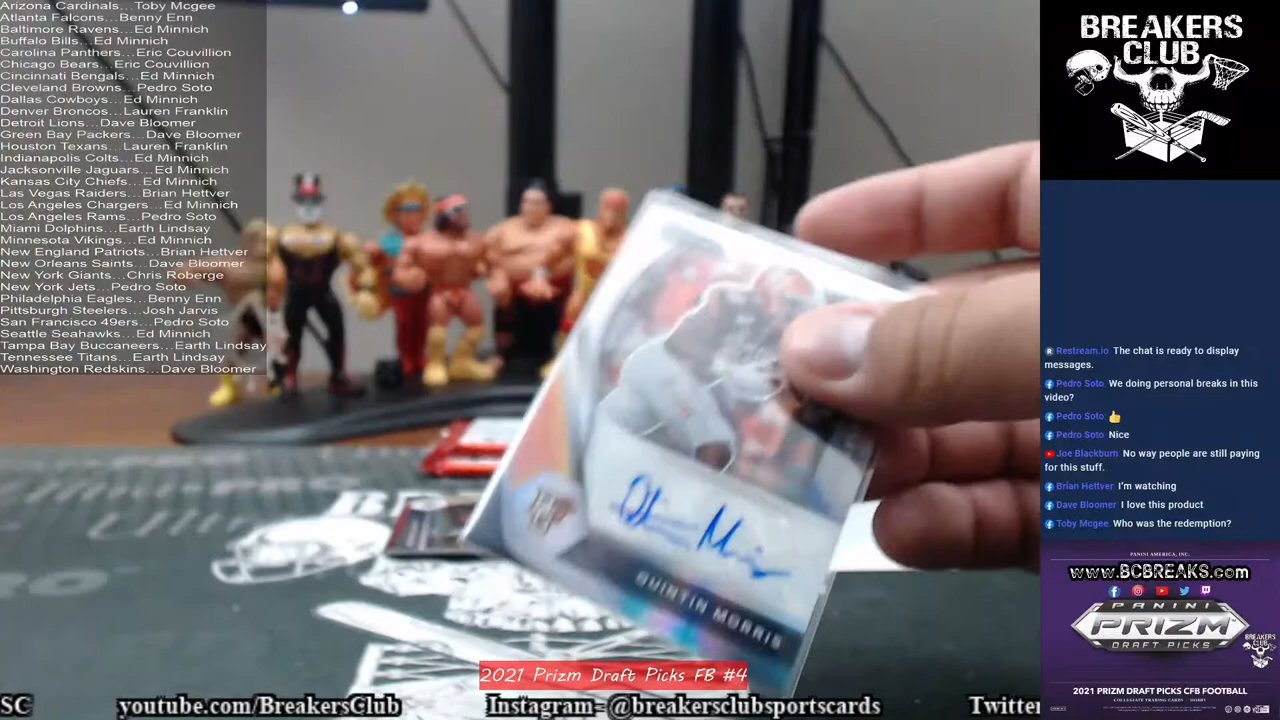 Arizona Cardinals...Toby Mcgee
Atlanta Falcons...Benny Enn
Baltimore Ravens...Ed Minnich
Buffalo Bills...Ed Minnich
Carolina Panthers...Eric Couvillion
Chicago Bears...Eric Couvillion
Cincinnati Bengals...Ed Minnich
Cleveland Browns...Pedro Soto
Dallas Cowboys...Ed Minnich
Denver Broncos...Lauren Franklin
Detroit Lions...Dave Bloomer
Green Bay Packers...Dave Bloomer
Houston Texans...Lauren Franklin
Indianapolis Colts...Ed Minnich
Jacksonville Jaguars...Ed Minnich
Kansas City Chiefs...Ed Minnich
Las Vegas Raiders...Brian Hettver
Los Angeles Chargers...Ed Minnich
Los Angeles Rams...Pedro Soto
Miami Dolphins...Earth Lindsay
Minnesota Vikings...Ed Minnich
New England Patriots...Brian Hettver
New Orleans Saints...Dave Bloomer
New York Giants...Chris Roberge
New York Jets...Pedro Soto
Philadelphia Eagles...Benny Enn
Pittsburgh Steelers...Josh Jarvis
San Francisco 49ers...Pedro Soto
Seattle Seahawks...Ed Minnich
Tampa Bay Buccaneers...Earth Lindsay
Tennessee Titans...Earth Lindsay
Washington Redskins...Dave Bloomer
QUINTIN MORRIS
2021 Prizm Draft Picks FB #4
SC youtube.com/BreakersClub Instagram - @breakersclubsportscards Twitter
BREAKERS
CLUB
Restream.io The chat is ready to display
messages.
Pedro Soto We doing personal breaks in this
video?
Pedro Soto 👍
Pedro Soto Nice
Joe Blackburn No way people are still paying
for this stuff.
Brian Hettver I'm watching
Dave Bloomer I love this product
Toby Mcgee Who was the redemption?
PANINI AMERICA, INC.
www.BCBREAKS.com
PANINI
PRIZM
DRAFT PICKS
BREAKERS
CLUB
2021 PRIZM DRAFT PICKS CFB FOOTBALL
COLLEGIATE TRADING CARDS